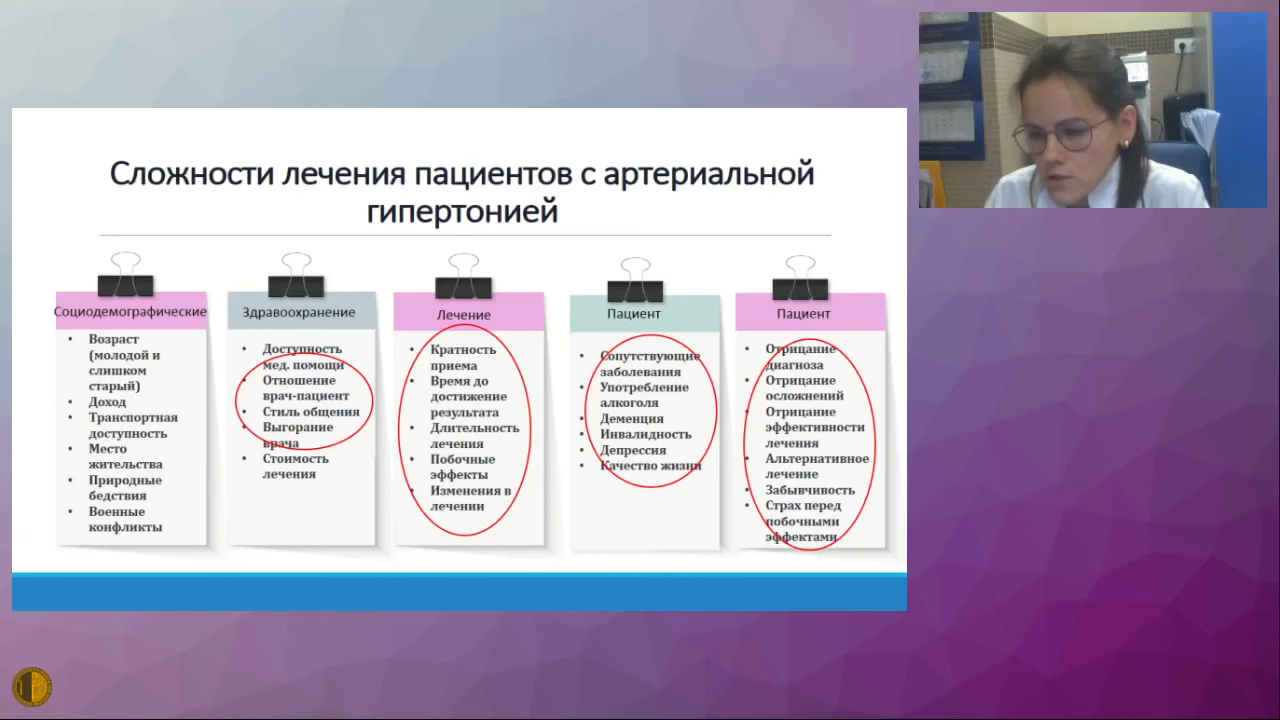 Сложности лечения пациентов с артериальной
гипертонией
Социодемографические
Возраст
(молодой и
слишком
старый)
Доход
Транспортная
доступность
Место
жительства
Природные
бедствия
Военные
конфликты
Здравоохранение
Доступность
мед. помощи
Отношение
врач-пациент
Стиль общения
Выгорание
врача
Стоимость
лечения
Лечение
Кратность
приема
Время до
достижение
результата
Длительность
лечения
Побочные
эффекты
Изменения в
лечении
Пациент
Сопутствующие
заболевания
Употребление
алкоголя
Деменция
Инвалидность
Депрессия
Качество жизни
Пациент
Отрицание
диагноза
Отрицание
осложнений
Отрицание
эффективности
лечения
Альтернативное
лечение
Забывчивость
Страх перед
побочными
эффектами